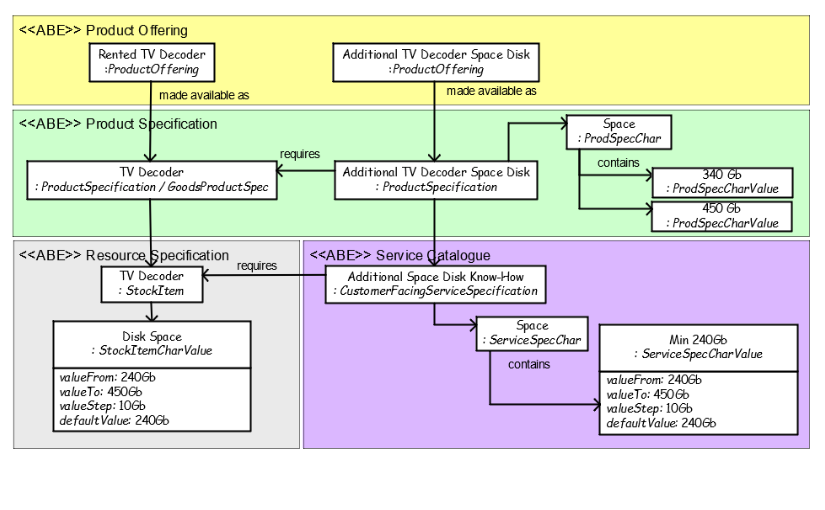 <<ABE>> Product Offering
Rented TV Decoder
:ProductOffering
Additional TV Decoder Space Disk
:ProductOffering
made available as
made available as
<<ABE>> Product Specification
Space
: ProdSpecChar
requires
contains
TV Decoder
: ProductSpecification / GoodsProductSpec
Additional TV Decoder Space Disk
: ProductSpecification
340 Gb
: ProdSpecCharValue
450 Gb
: ProdSpecCharValue
<<ABE>> Resource Specification
<<ABE>> Service Catalogue
requires
TV Decoder
: StockItem
Additional Space Disk Know-How
: CustomerFacingServiceSpecification
Disk Space
: StockItemCharValue
valueFrom: 240Gb
valueTo: 450Gb
valueStep: 10Gb
defaultValue: 240Gb
Space
: ServiceSpecChar
contains
Min 240Gb
: ServiceSpecCharValue
valueFrom: 240Gb
valueTo: 450Gb
valueStep: 10Gb
defaultValue: 240Gb